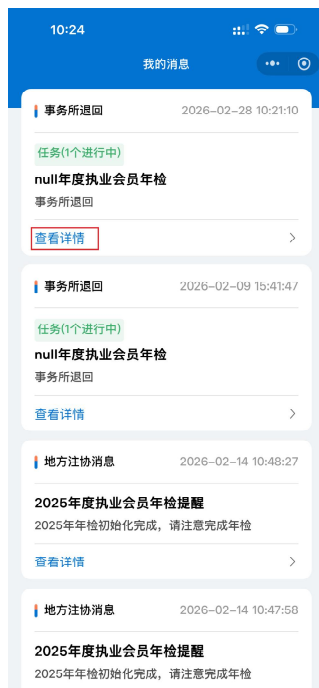 10:24
我的消息
事务所退回 2026-02-28 10:21:10
任务(1个进行中)
null年度执业会员年检
事务所退回
查看详情
事务所退回 2026-02-09 15:41:47
任务(1个进行中)
null年度执业会员年检
事务所退回
查看详情
地方注协消息 2026-02-14 10:48:27
2025年度执业会员年检提醒
2025年年检初始化完成，请注意完成年检
查看详情
地方注协消息 2026-02-14 10:47:58
2025年度执业会员年检提醒
2025年年检初始化完成，请注意完成年检